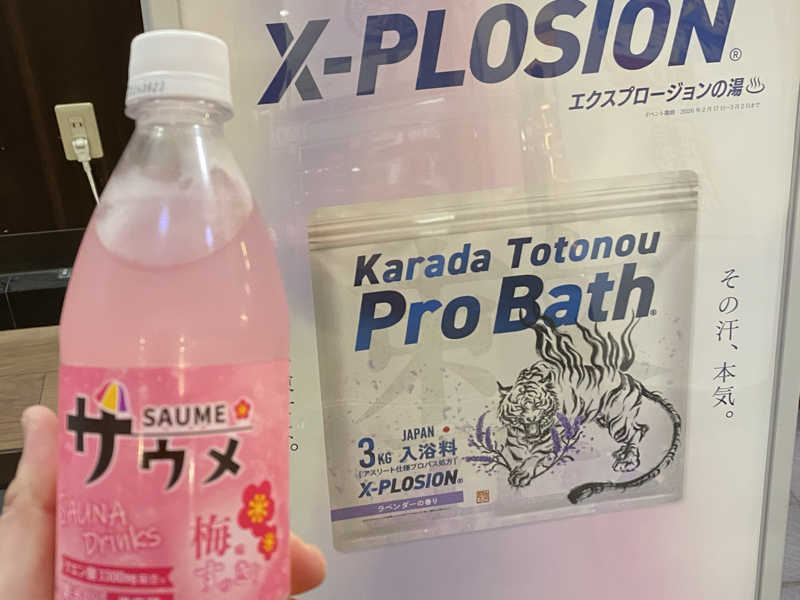 X-PLOSION®
エクスプロージョンの湯♨
Karada Totonou
Pro Bath®
JAPAN
3KG 入浴料
X-PLOSION®
ラベンダーの香り
その汗、本気。
サウメ
SAUME
SAUNA
Drinks
梅